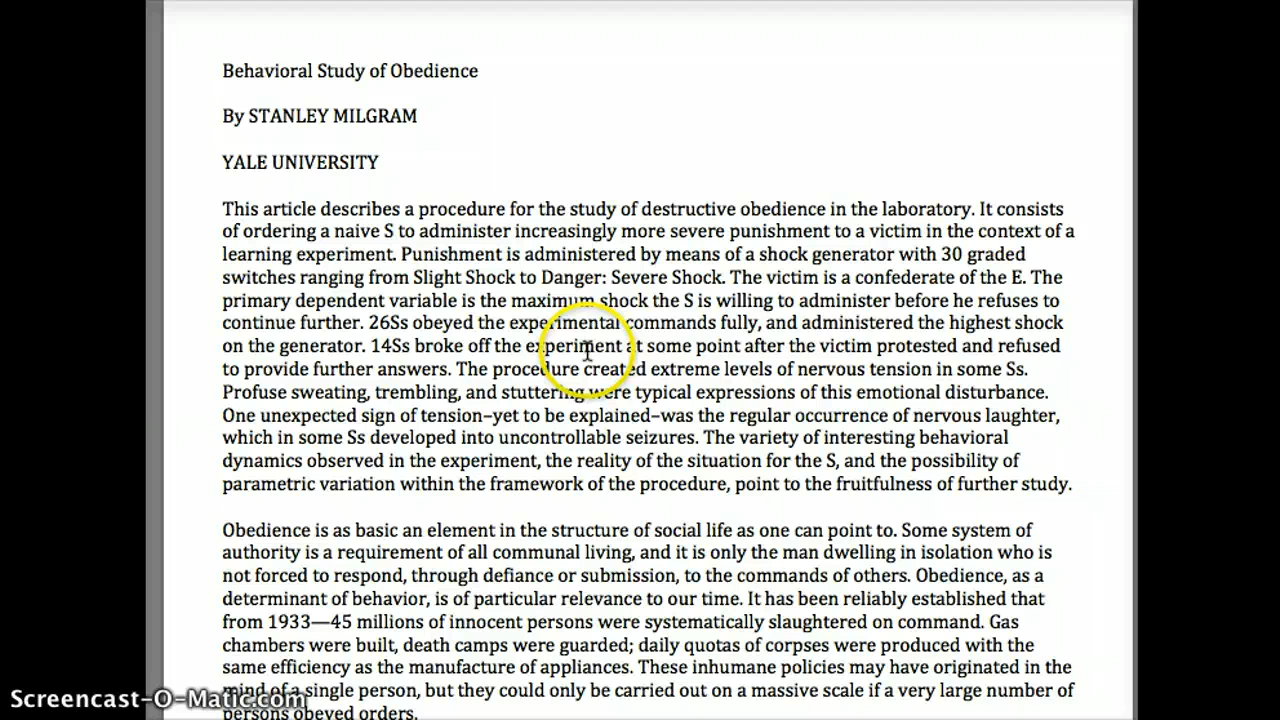 Behavioral Study of Obedience
By STANLEY MILGRAM
YALE UNIVERSITY
This article describes a procedure for the study of destructive obedience in the laboratory. It consists
of ordering a naive S to administer increasingly more severe punishment to a victim in the context of a
learning experiment. Punishment is administered by means of a shock generator with 30 graded
switches ranging from Slight Shock to Danger: Severe Shock. The victim is a confederate of the E. The
primary dependent variable is the maximum shock the S is willing to administer before he refuses to
continue further. 26Ss obeyed the experimental commands fully, and administered the highest shock
on the generator. 14Ss broke off the experiment at some point after the victim protested and refused
to provide further answers. The procedure created extreme levels of nervous tension in some Ss.
Profuse sweating, trembling, and stuttering were typical expressions of this emotional disturbance.
One unexpected sign of tension–yet to be explained–was the regular occurrence of nervous laughter,
which in some Ss developed into uncontrollable seizures. The variety of interesting behavioral
dynamics observed in the experiment, the reality of the situation for the S, and the possibility of
parametric variation within the framework of the procedure, point to the fruitfulness of further study.
Obedience is as basic an element in the structure of social life as one can point to. Some system of
authority is a requirement of all communal living, and it is only the man dwelling in isolation who is
not forced to respond, through defiance or submission, to the commands of others. Obedience, as a
determinant of behavior, is of particular relevance to our time. It has been reliably established that
from 1933—45 millions of innocent persons were systematically slaughtered on command. Gas
chambers were built, death camps were guarded; daily quotas of corpses were produced with the
same efficiency as the manufacture of appliances. These inhumane policies may have originated in the
mind of a single person, but they could only be carried out on a massive scale if a very large number of
persons obeyed orders.
Screencast-O-Matic.com